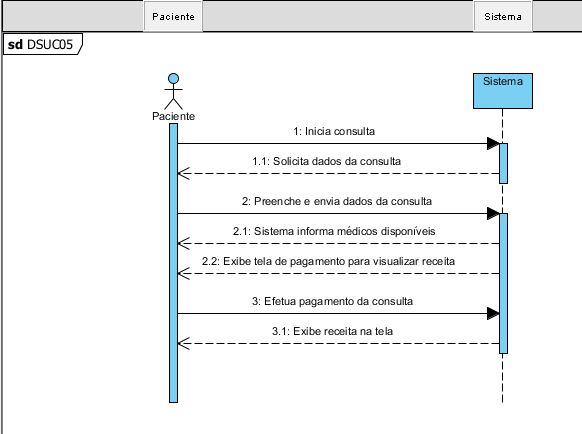 Paciente
Sistema
sd DSUC05
Sistema
Paciente
1: Inicia consulta
1.1: Solicita dados da consulta
2: Preenche e envia dados da consulta
2.1: Sistema informa médicos disponíveis
2.2: Exibe tela de pagamento para visualizar receita
3: Efetua pagamento da consulta
3.1: Exibe receita na tela